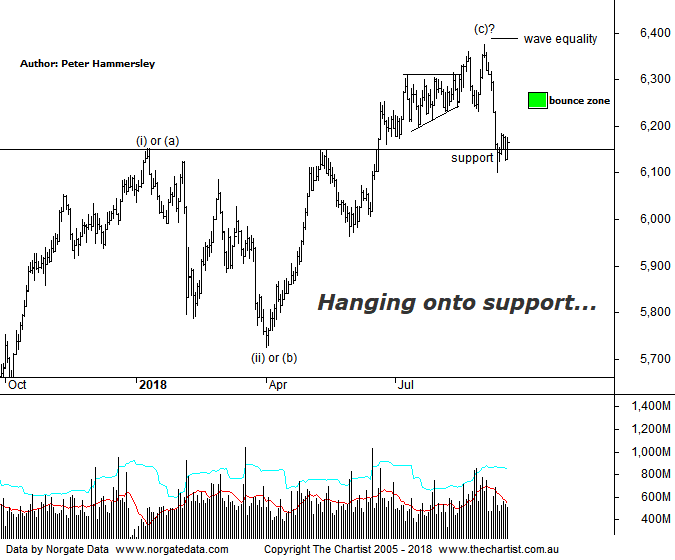 (c)?
wave equality
6,400
Author: Peter Hammersley
6,300
bounce zone
6,200
(i) or (a)
support
6,100
6,000
5,900
Hanging onto support...
5,800
(ii) or (b)
5,700
Oct
2018
Apr
Jul
1,400M
1,200M
1,000M
800M
600M
400M
Data by Norgate Data www.norgatedata.com
Copyright The Chartist 2005 - 2018 www.thechartist.com.au